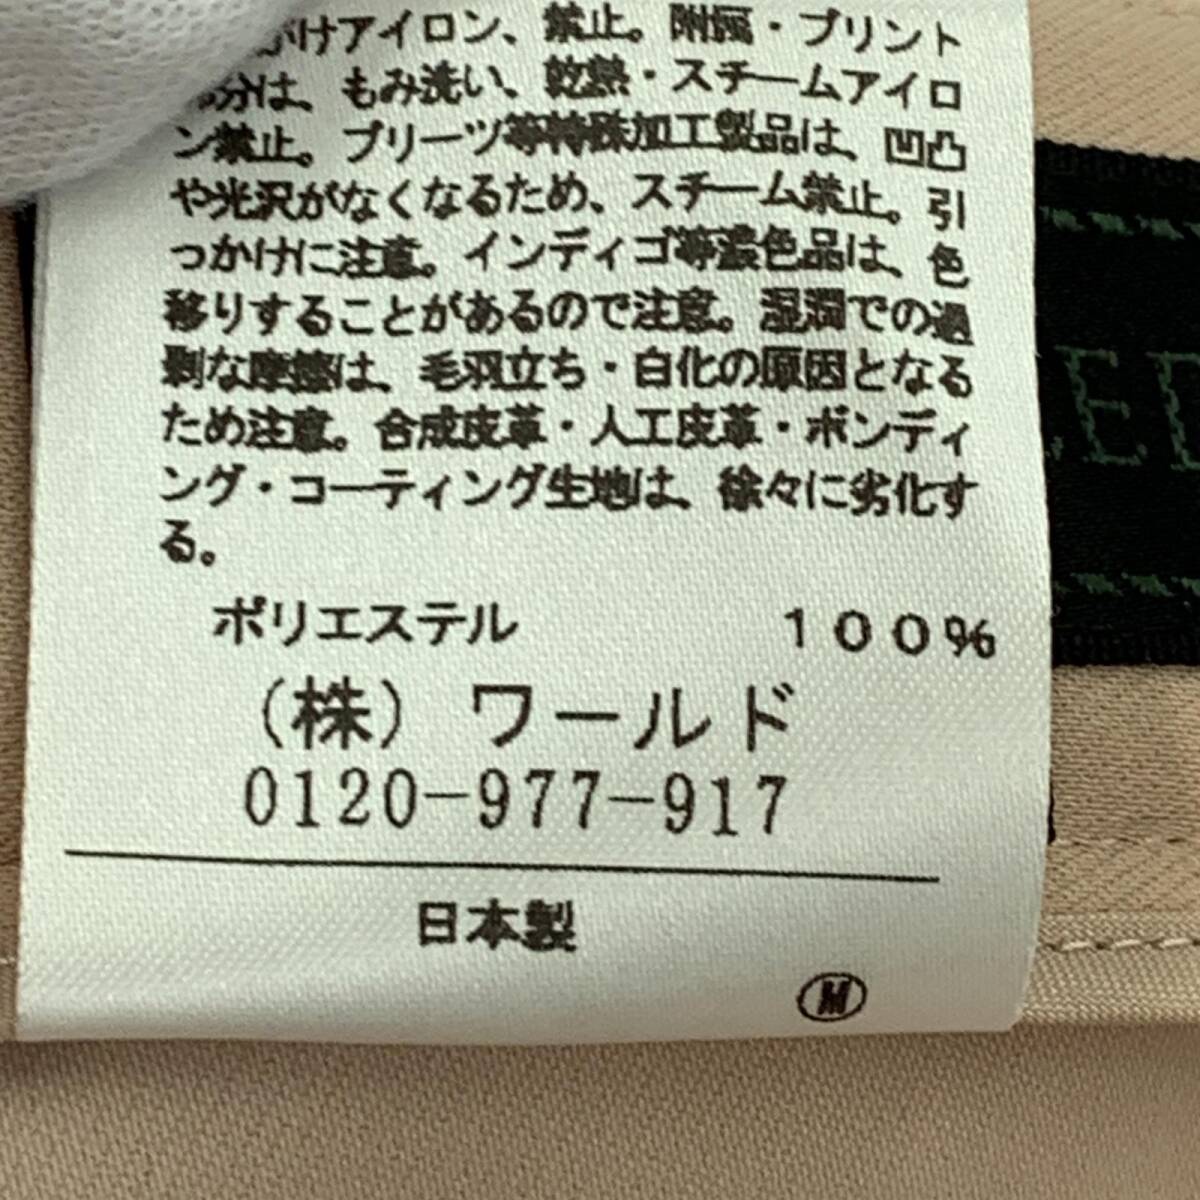 がけアイロン、禁止。附属・プリント
部分は、もみ洗い、乾熱・スチームアイロ
ン禁止。プリーツ等特殊加工製品は、凹凸
や光沢がなくなるため、スチーム禁止。引
っかけに注意。インディゴ等濃色品は、色
移りすることがあるので注意。湿潤での過
剰な摩擦は、毛羽立ち・白化の原因となる
ため注意。合成皮革・人工皮革・ボンディ
ング・コーティング生地は、徐々に劣化す
る。
ポリエステル 100%
(株)ワールド
0120-977-917
日本製
M